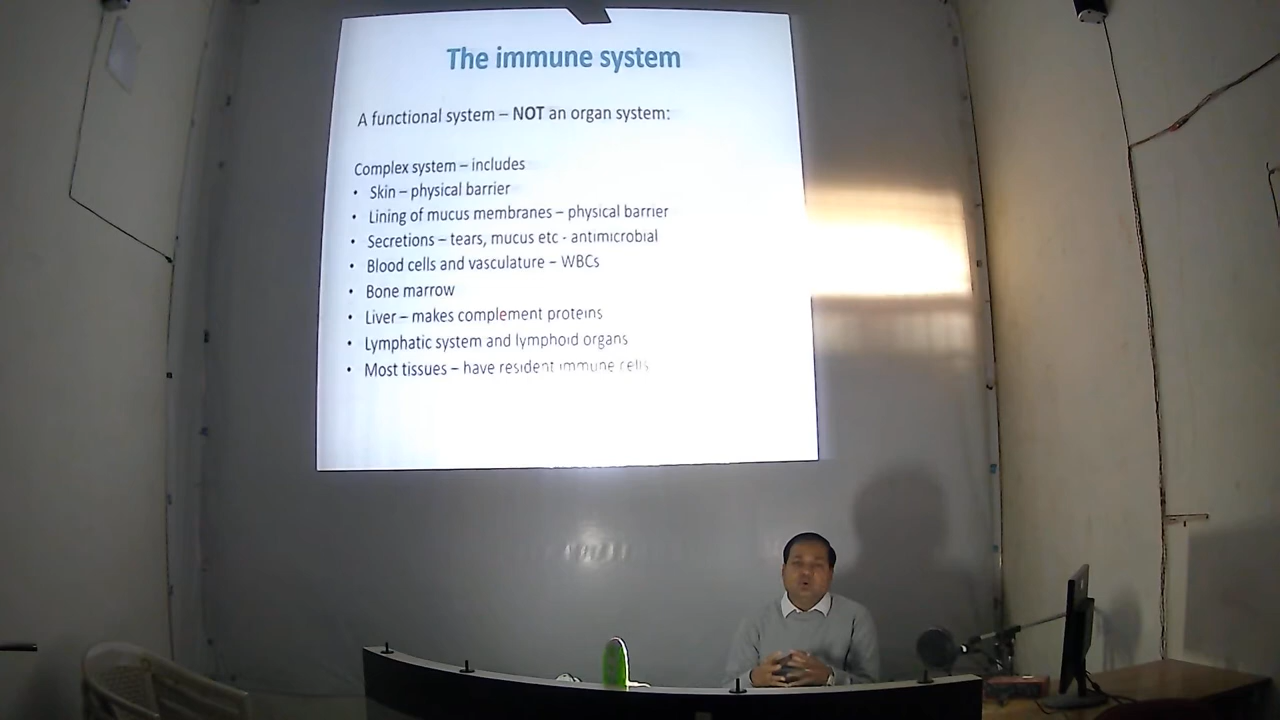 The immune system
A functional system – NOT an organ system:
Complex system – includes
• Skin – physical barrier
• Lining of mucus membranes – physical barrier
• Secretions – tears, mucus etc - antimicrobial
• Blood cells and vasculature – WBCs
• Bone marrow
• Liver – makes complement proteins
• Lymphatic system and lymphoid organs
• Most tissues – have resident immune cells